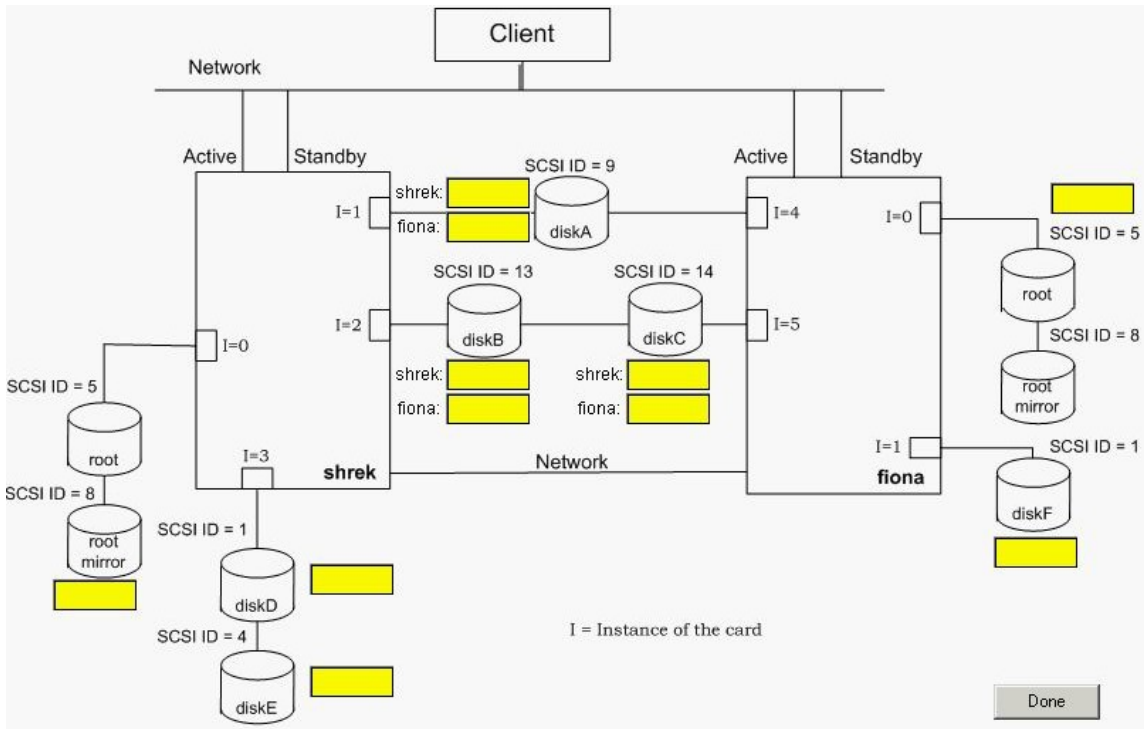 Client
Network
Active Standby
Active Standby
SCSI ID = 9
shrek:
fiona:
diskA
I=1
I=4
I=0
SCSI ID = 5
root
SCSI ID = 13
SCSI ID = 14
I=2
diskB
diskC
I=5
SCSI ID = 8
root
mirror
I=0
shrek:
fiona:
shrek:
fiona:
SCSI ID = 5
root
I=3
shrek
Network
I=1
fiona
SCSI ID = 1
diskF
SCSI ID = 8
root
mirror
SCSI ID = 1
diskD
SCSI ID = 4
diskE
I = Instance of the card
Done